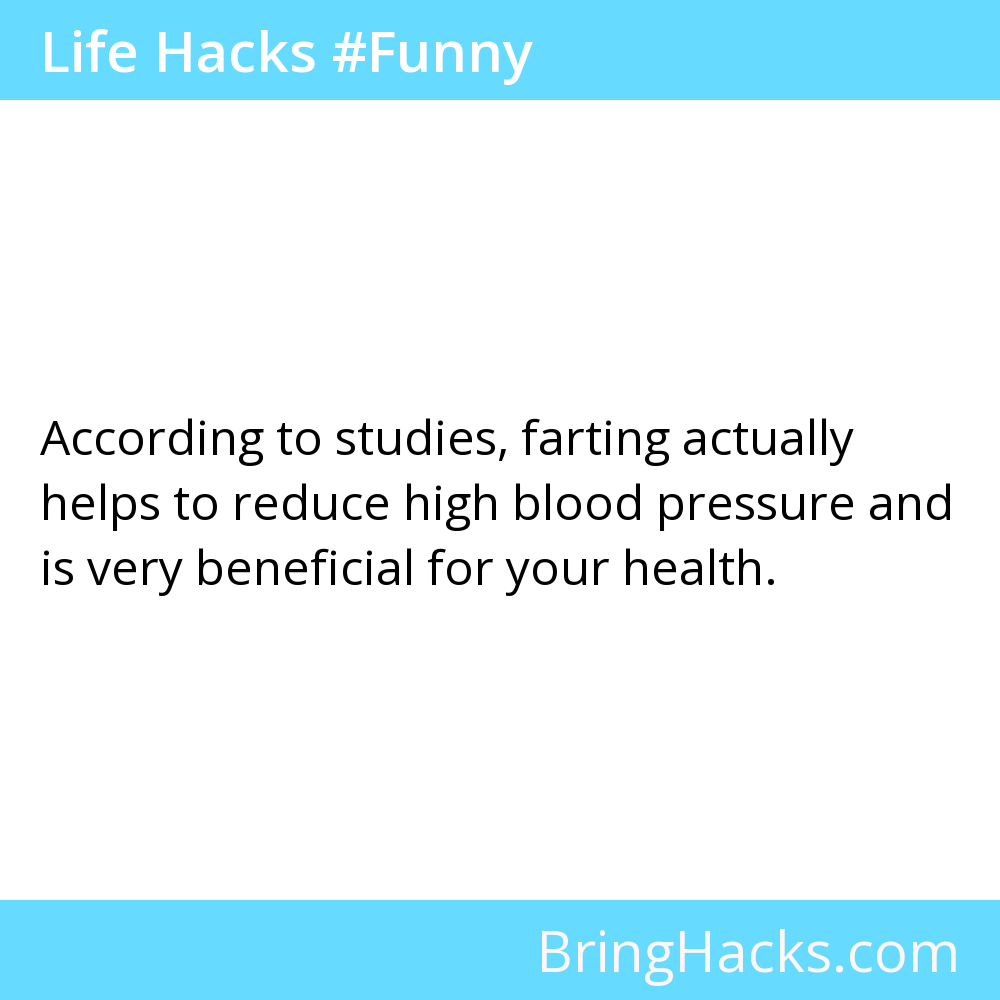 Life Hacks #Funny
According to studies, farting actually
helps to reduce high blood pressure and
is very beneficial for your health.
BringHacks.com